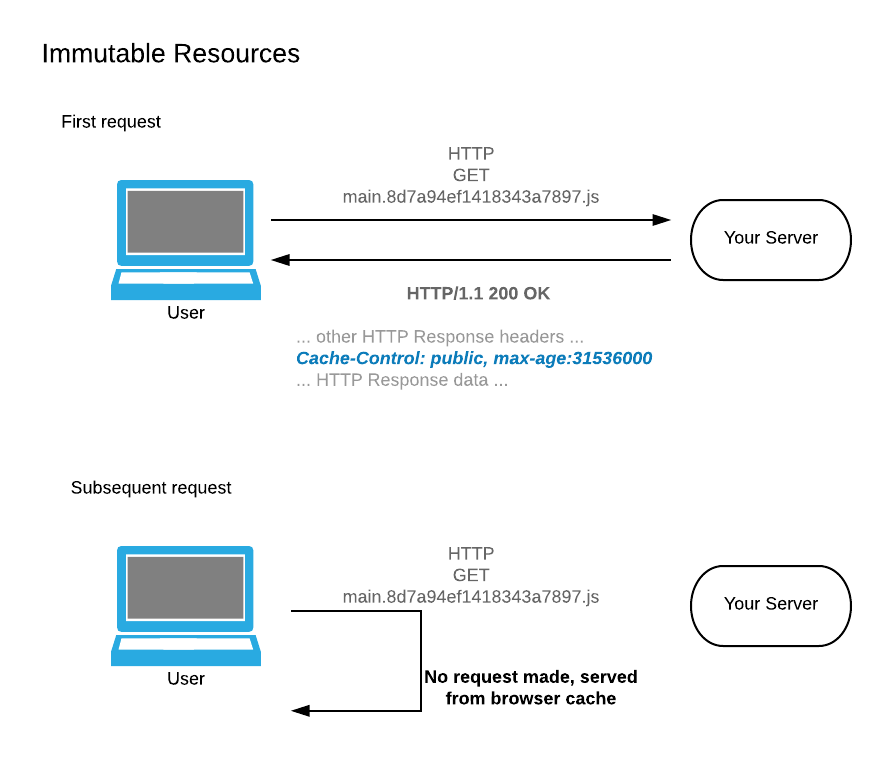 Immutable Resources
First request
HTTP
GET
main.8d7a94ef1418343a7897.js
Your Server
User
HTTP/1.1 200 OK
... other HTTP Response headers ...
Cache-Control: public, max-age:31536000
... HTTP Response data ...
Subsequent request
HTTP
GET
main.8d7a94ef1418343a7897.js
Your Server
User
No request made, served
from browser cache